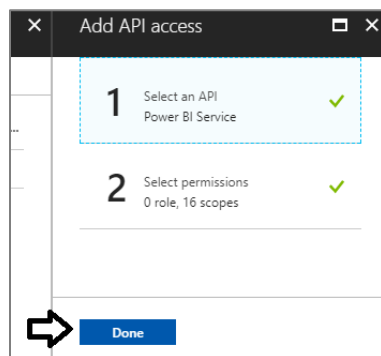 Add API access
1
Select an API
Power BI Service
...
2
Select permissions
0 role, 16 scopes
Done